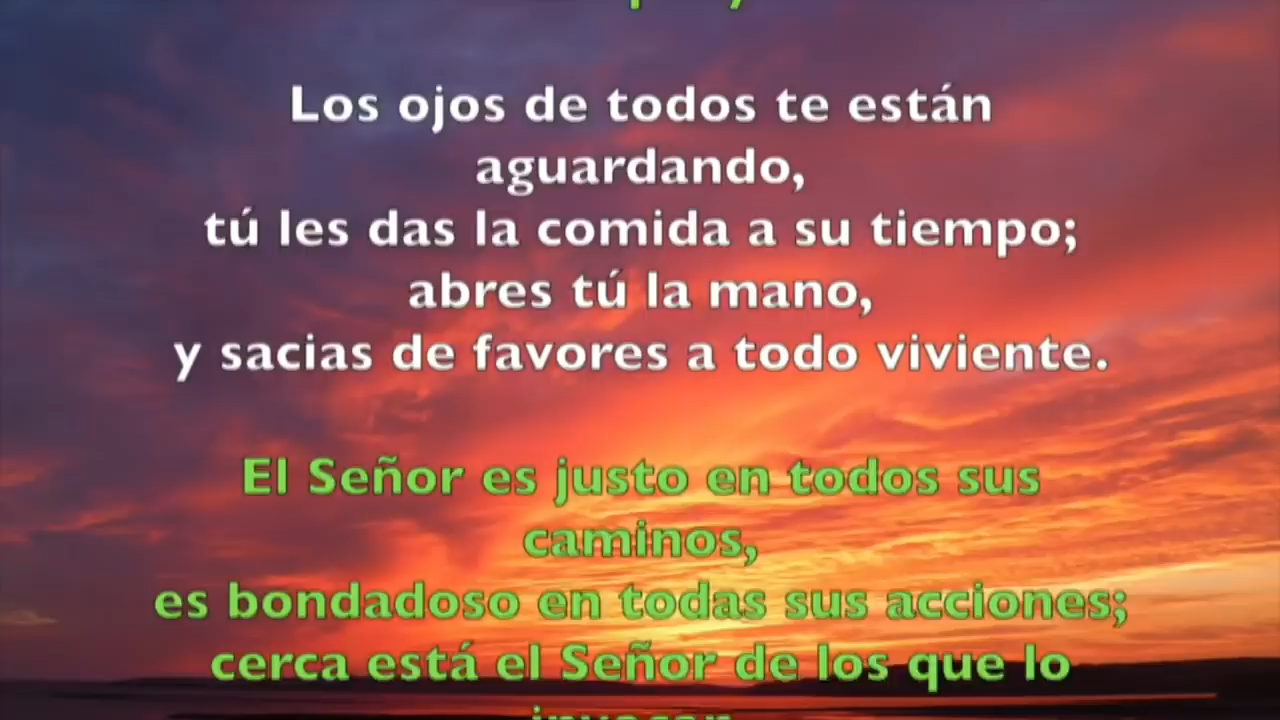 Los ojos de todos te están
aguardando,
tú les das la comida a su tiempo;
abres tú la mano,
y sacias de favores a todo viviente.
El Señor es justo en todos sus
caminos,
es bondadoso en todas sus acciones;
cerca está el Señor de los que lo